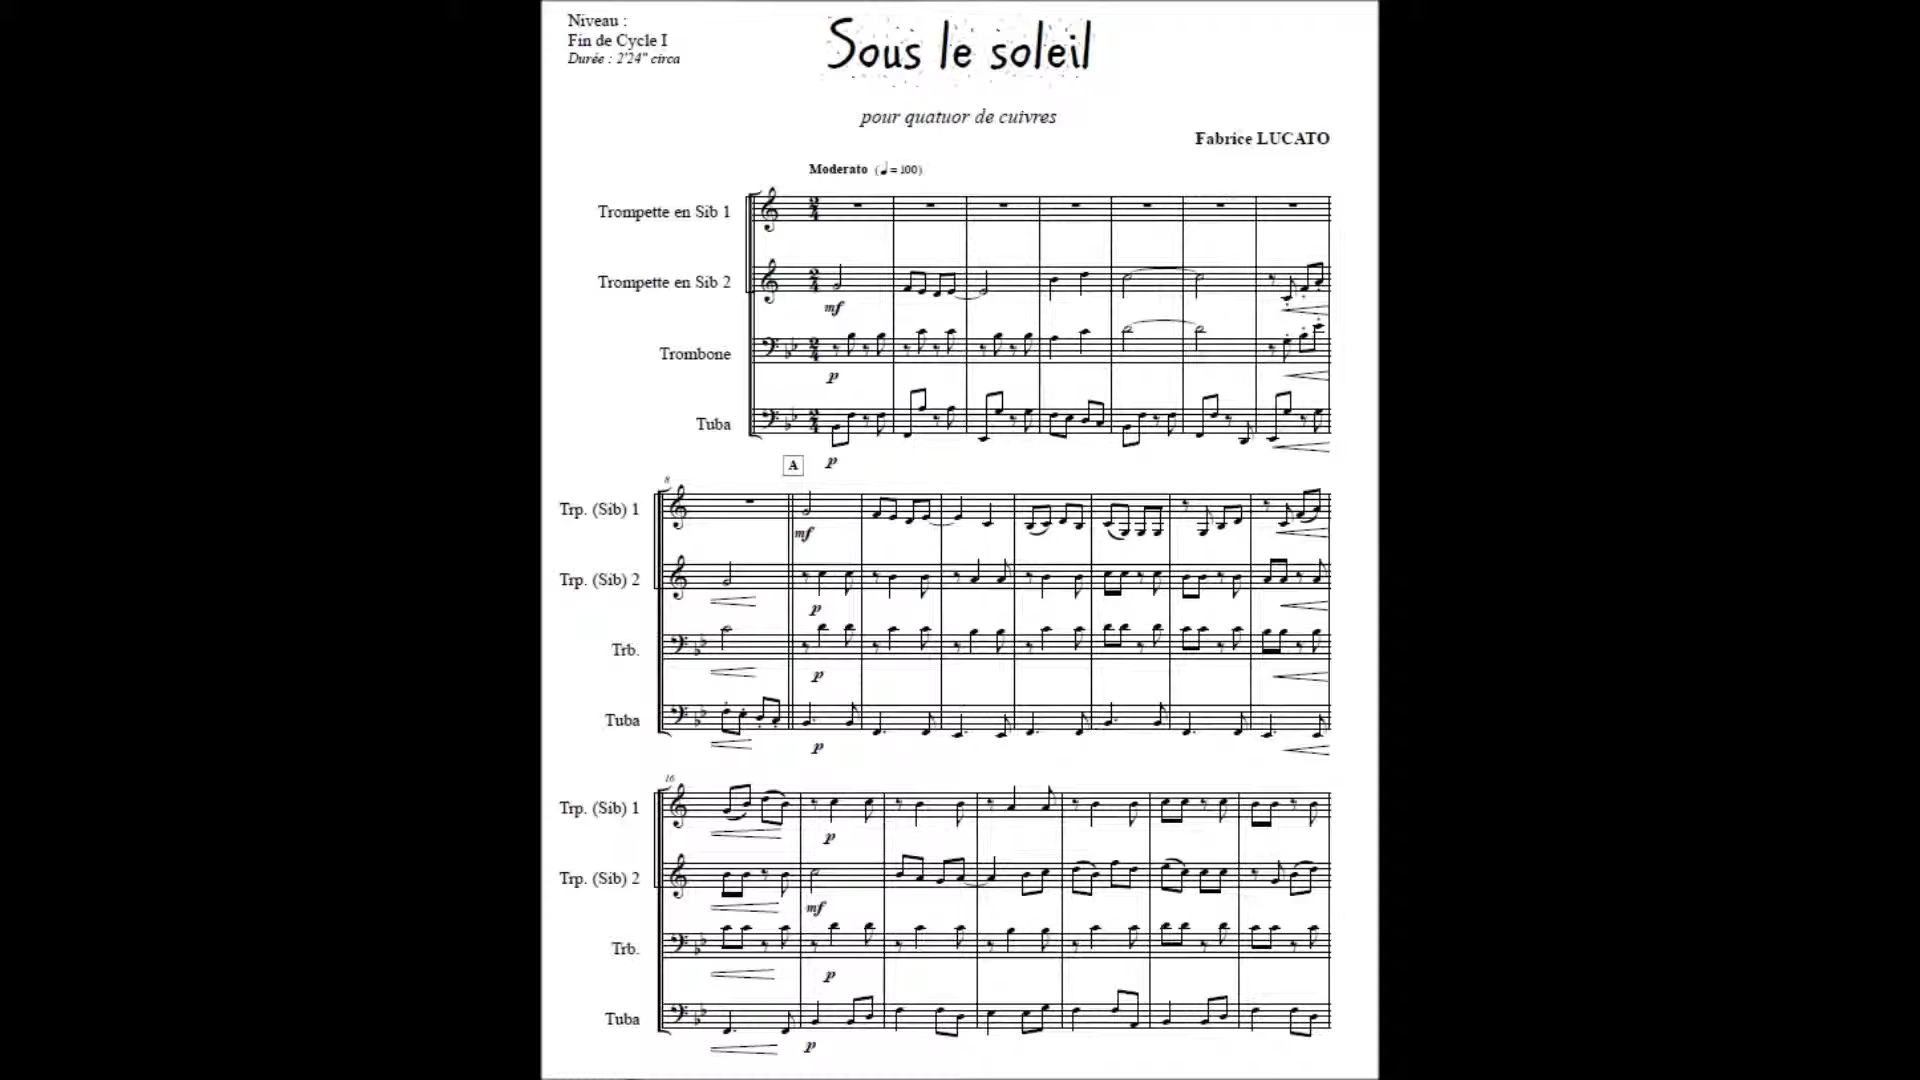 Niveau :
Fin de Cycle I
Durée : 2'24" circa
Sous le soleil
pour quatuor de cuivres
Fabrice LUCATO
Moderato (♩ = 100)
Trompette en Sib 1
Trompette en Sib 2
mf
Trombone
p
Tuba
p
A
8
Trp. (Sib) 1
mf
Trp. (Sib) 2
p
Trb.
p
Tuba
p
16
Trp. (Sib) 1
p
Trp. (Sib) 2
mf
Trb.
p
Tuba
p